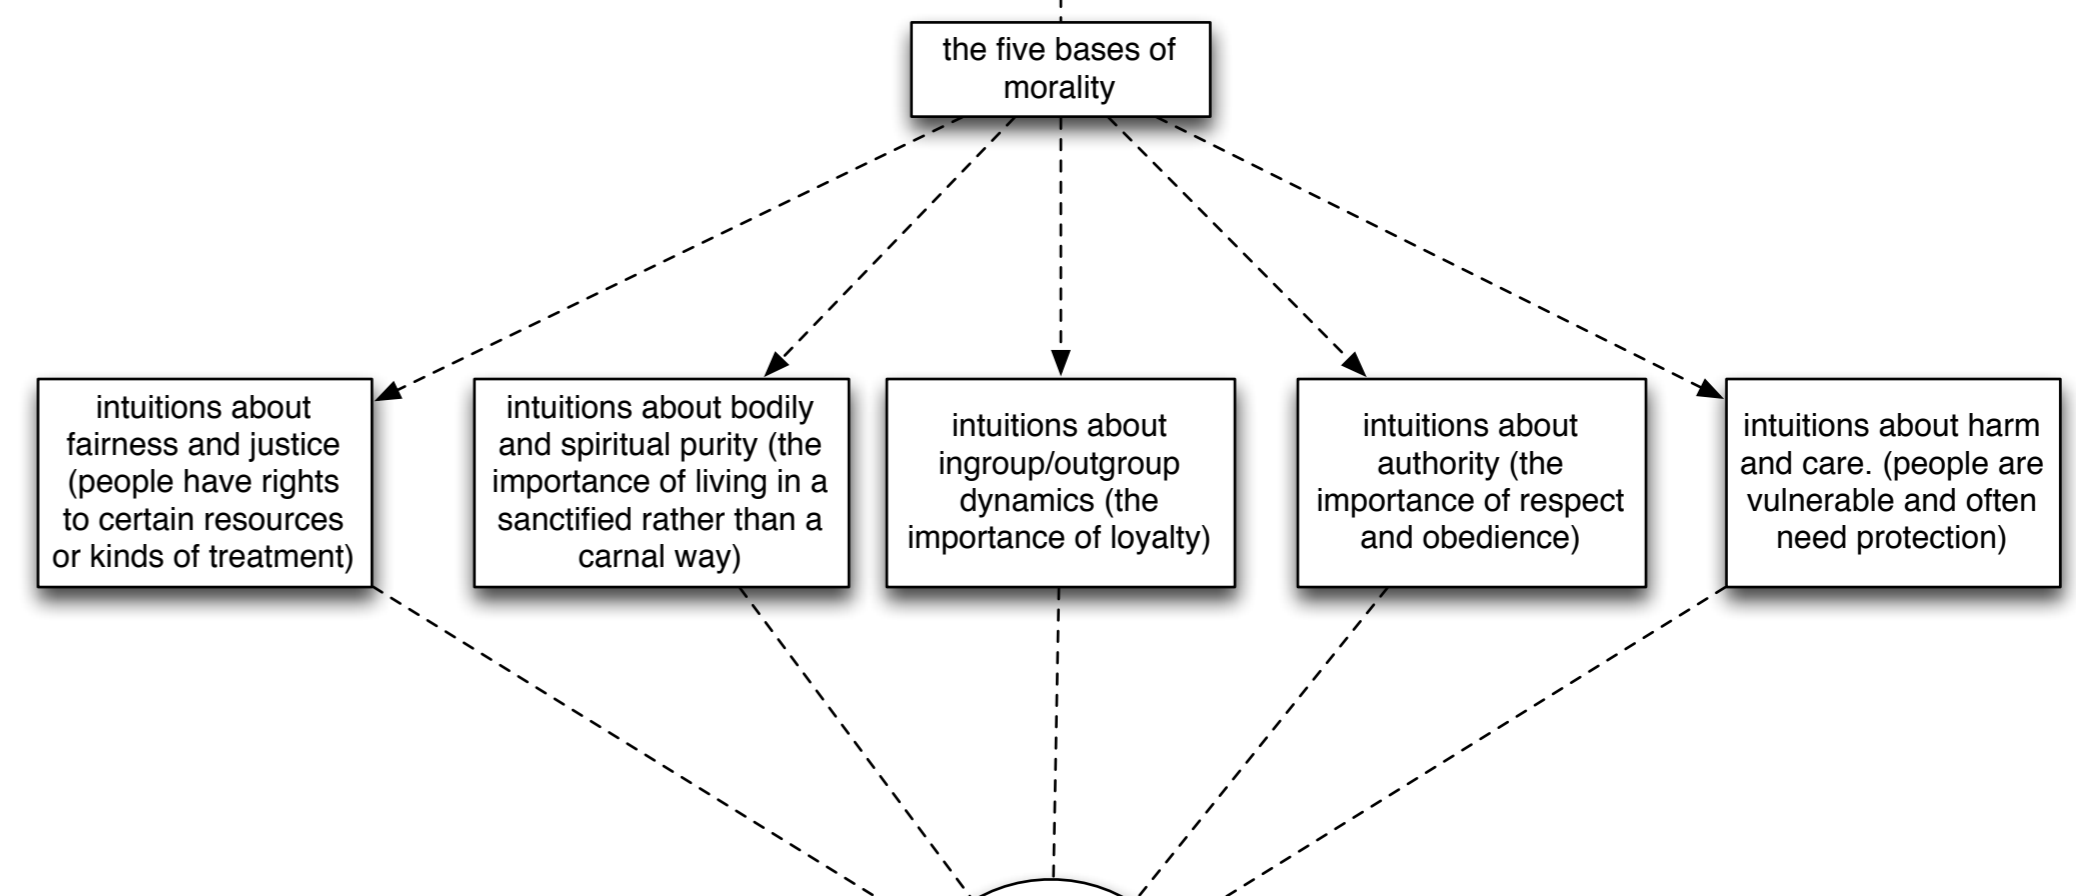 the five bases of
morality
intuitions about
fairness and justice
(people have rights
to certain resources
or kinds of treatment)
intuitions about bodily
and spiritual purity (the
importance of living in a
sanctified rather than a
carnal way)
intuitions about
ingroup/outgroup
dynamics (the
importance of loyalty)
intuitions about
authority (the
importance of respect
and obedience)
intuitions about harm
and care. (people are
vulnerable and often
need protection)